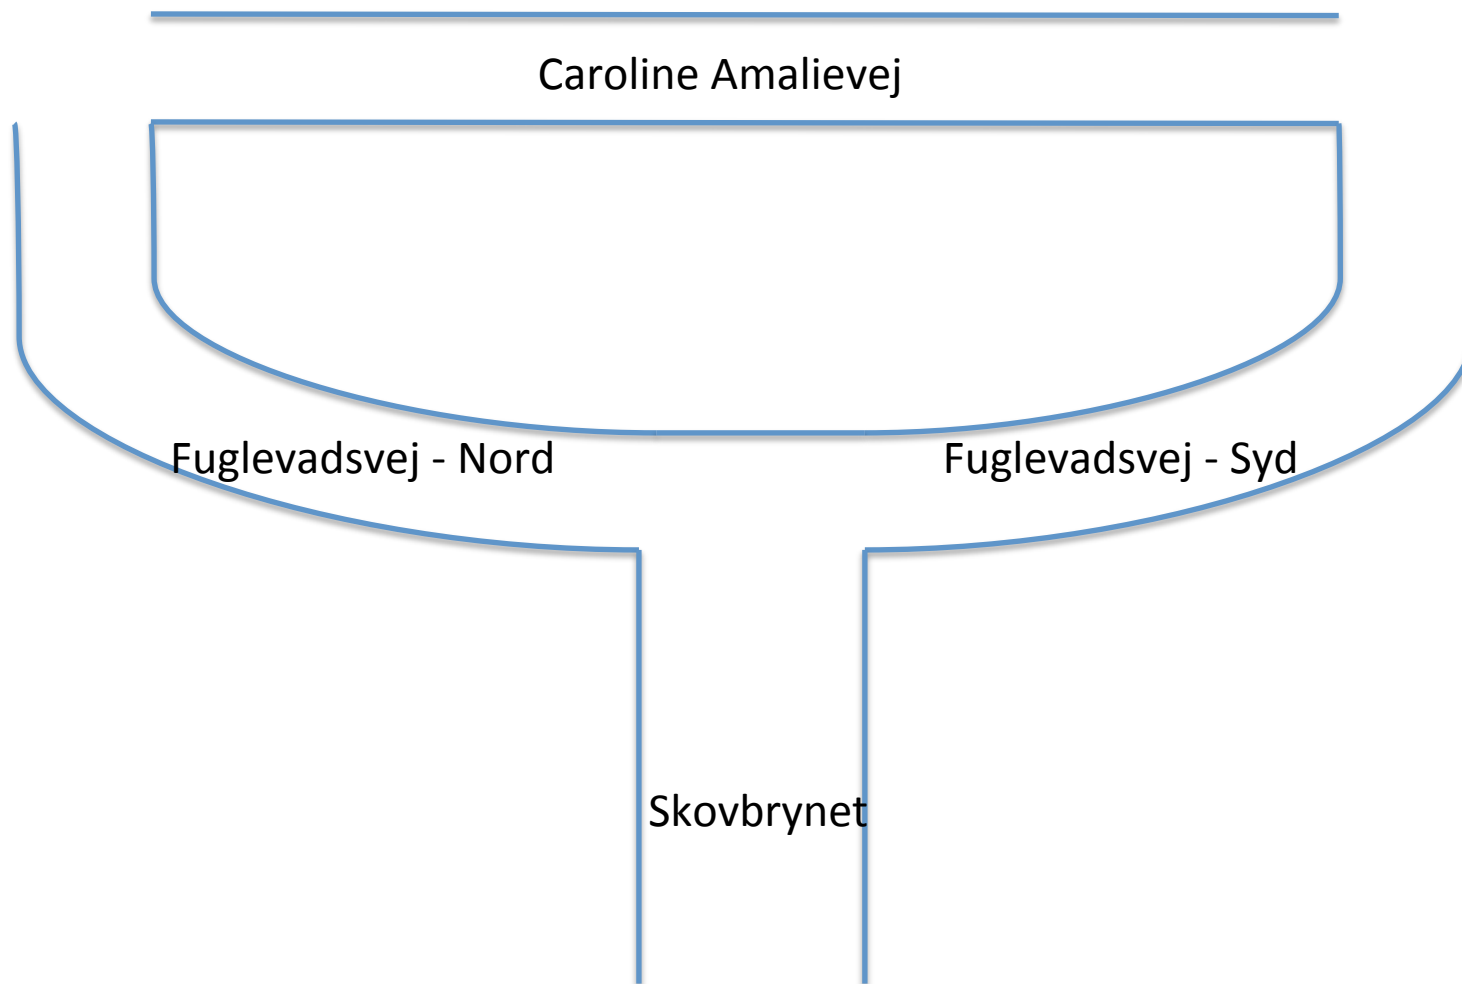 Caroline Amalievej
Fuglevadsvej - Nord
Fuglevadsvej - Syd
Skovbrynet